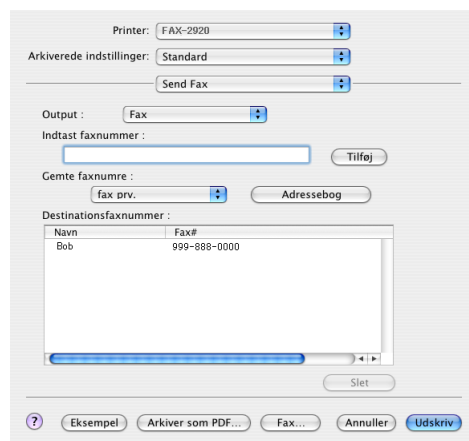 Printer: FAX-2920
Arkiverede indstillinger: Standard
Send Fax
Output : Fax
Indtast faxnummer :
Tilføj
Gemte faxnumre :
fax prv. Adressebog
Destinationsfaxnummer :
Navn Fax#
Bob 999-888-0000
Slet
? Eksempel Arkiver som PDF... Fax... Annuller Udskriv